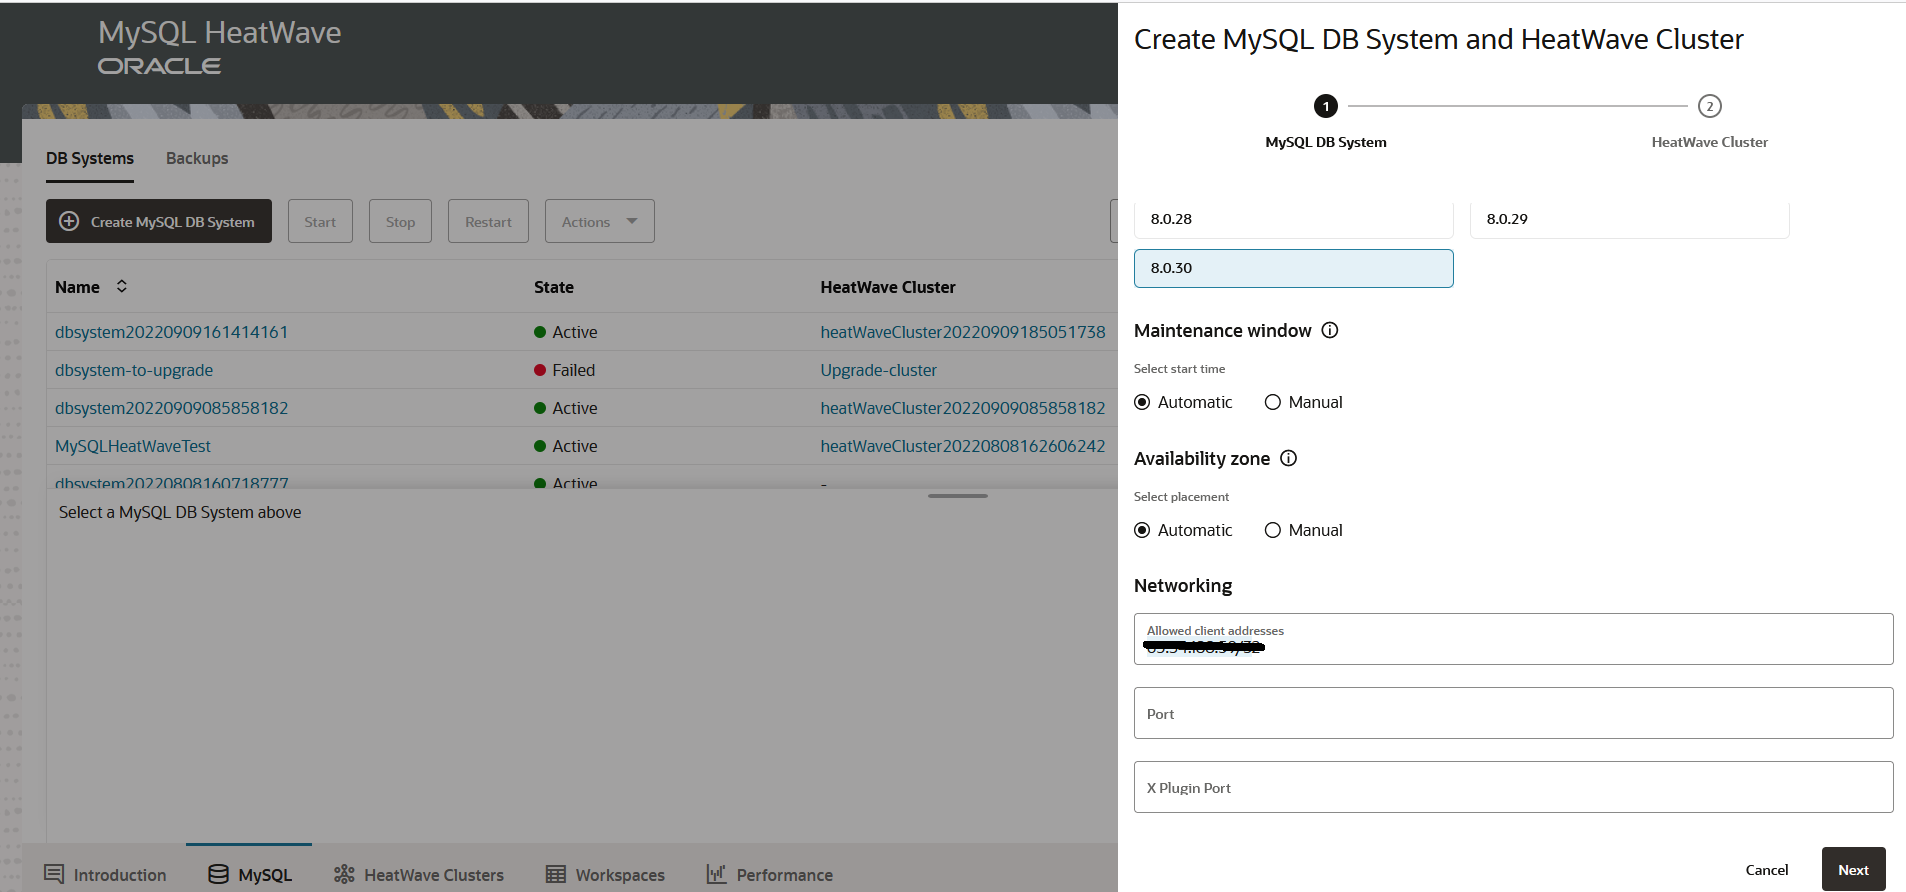 MySQL HeatWave
ORACLE
DB Systems Backups
Create MySQL DB System Start Stop Restart Actions
Name State HeatWave Cluster
dbsystem20220909161414161 Active heatWaveCluster20220909185051738
dbsystem-to-upgrade Failed Upgrade-cluster
dbsystem20220909085858182 Active heatWaveCluster20220909085858182
MySQLHeatWaveTest Active heatWaveCluster20220808162606242
dbsystem20220808160718777 Active -
Select a MySQL DB System above
Introduction MySQL HeatWave Clusters Workspaces Performance
Create MySQL DB System and HeatWave Cluster
1 2
MySQL DB System HeatWave Cluster
8.0.28 8.0.29
8.0.30
Maintenance window
Select start time
Automatic Manual
Availability zone
Select placement
Automatic Manual
Networking
Allowed client addresses
Port
X Plugin Port
Cancel Next